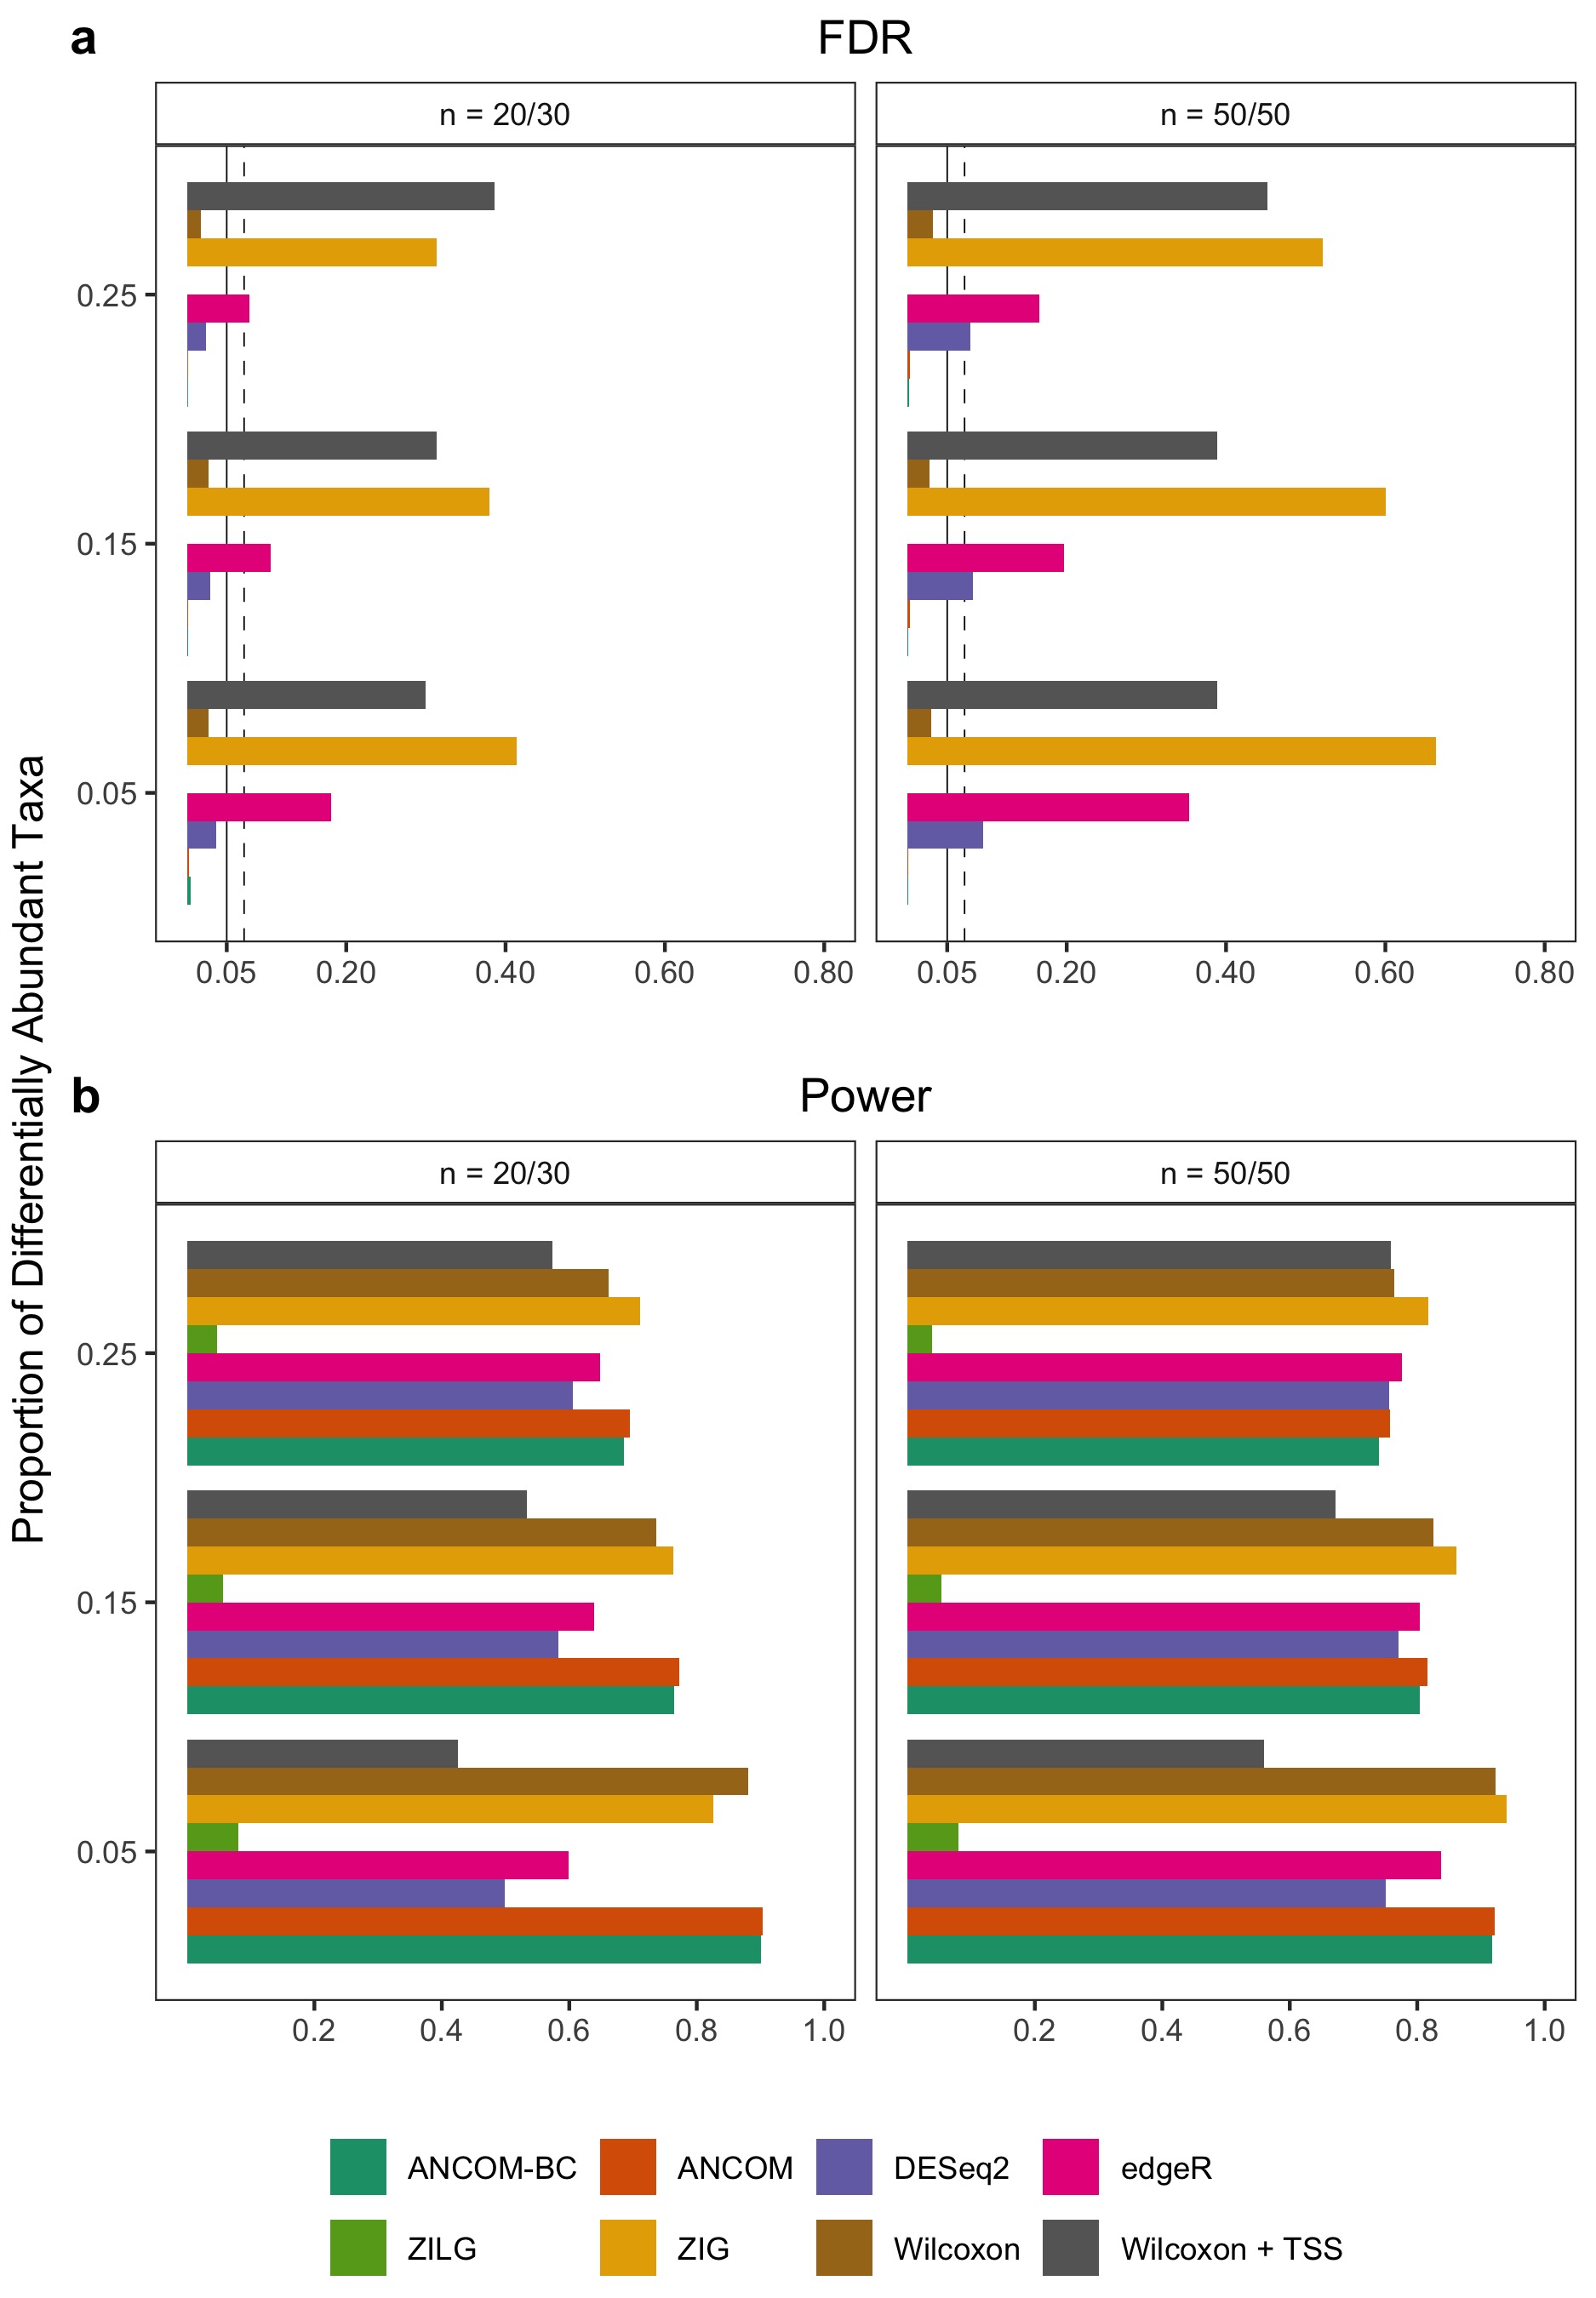 a
FDR
n = 20/30
n = 50/50
0.25
0.15
0.05
0.05 0.20 0.40 0.60 0.80
0.05 0.20 0.40 0.60 0.80
Proportion of Differentially Abundant Taxa
b
Power
n = 20/30
n = 50/50
0.25
0.15
0.05
0.2 0.4 0.6 0.8 1.0
0.2 0.4 0.6 0.8 1.0
ANCOM-BC ANCOM DESeq2 edgeR
ZILG ZIG Wilcoxon Wilcoxon + TSS